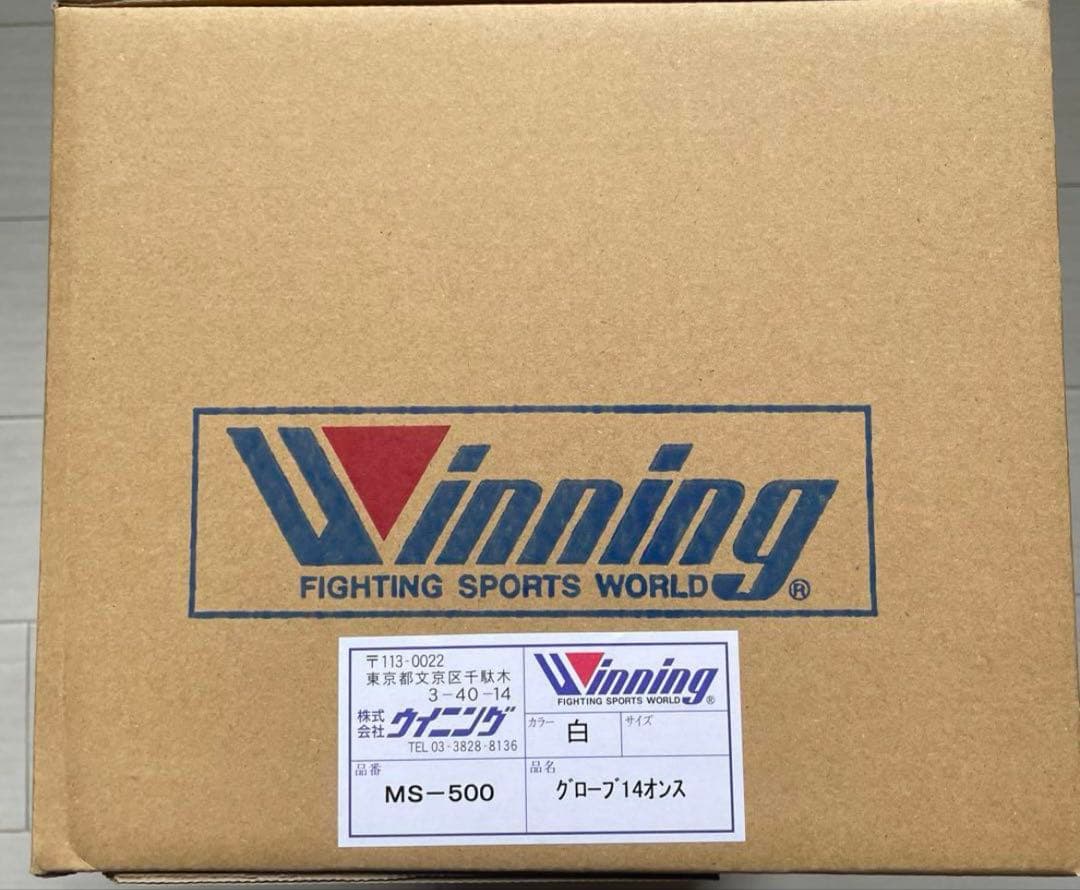 Winning
FIGHTING SPORTS WORLD®
〒113-0022
東京都文京区千駄木
3-40-14
株式会社 ウイニング
TEL 03-3828-8136
Winning
FIGHTING SPORTS WORLD®
カラー 白 サイズ
品番
MS-500
品名
グローブ14オンス